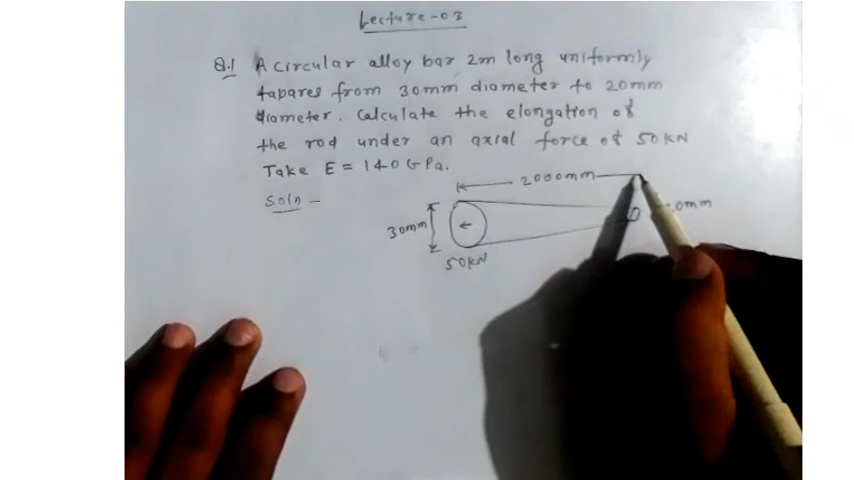 Lecture-03
Q.1 A circular alloy bar 2m long uniformly
tapares from 30mm diameter to 20mm
diameter. Calculate the elongation of
the rod under an axial force of 50KN
Take E = 140 GPa.
Soln -
2000mm
30mm
0mm
50KN